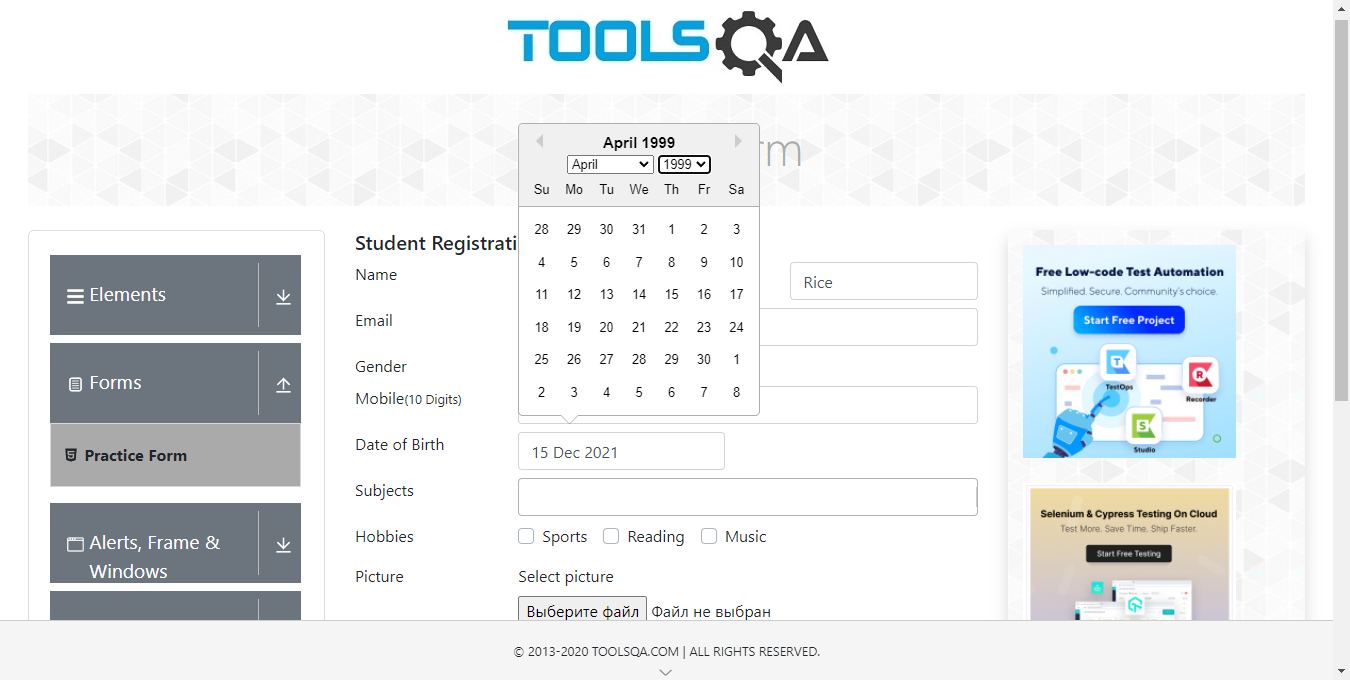 TOOLSQA
rm
April 1999
April
1999
Su Mo Tu We Th Fr Sa
28 29 30 31 1 2 3
4 5 6 7 8 9 10
11 12 13 14 15 16 17
18 19 20 21 22 23 24
25 26 27 28 29 30 1
2 3 4 5 6 7 8
Elements
Forms
Practice Form
Alerts, Frame &
Windows
Student Registrati
Name
Rice
Email
Gender
Mobile(10 Digits)
Date of Birth
15 Dec 2021
Subjects
Hobbies
Sports Reading Music
Picture
Select picture
Выберите файл Файл не выбран
Free Low-code Test Automation
Simplified. Secure. Community's choice.
Start Free Project
T
TestOps
R
Recorder
S
Studio
Selenium & Cypress Testing On Cloud
Test More. Save Time. Ship Faster.
Start Free Testing
© 2013-2020 TOOLSQA.COM | ALL RIGHTS RESERVED.